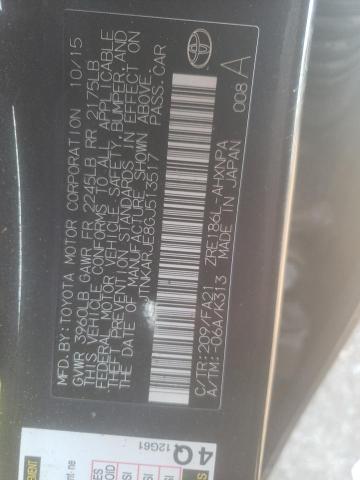 MFD.BY:TOYOTA MOTOR CORPORATION 10/15
GVWR 3960LB GAWR FR 2245LB RR 2175LB
THIS VEHICLE CONFORMS TO ALL APPLICABLE
FEDERAL MOTOR VEHICLE SAFETY, BUMPER, AND
THEFT PREVENTION STANDARDS IN EFFECT ON
THE DATE OF MANUFACTURE SHOWN ABOVE.
JTNKARJE8GJ513517 PASS.CAR
C/TR:209/FA21 ZRE186L-AHXNPA
A/TM:-06A/K313 MADE IN JAPAN
008 A
TOYOTA
4Q
12G61